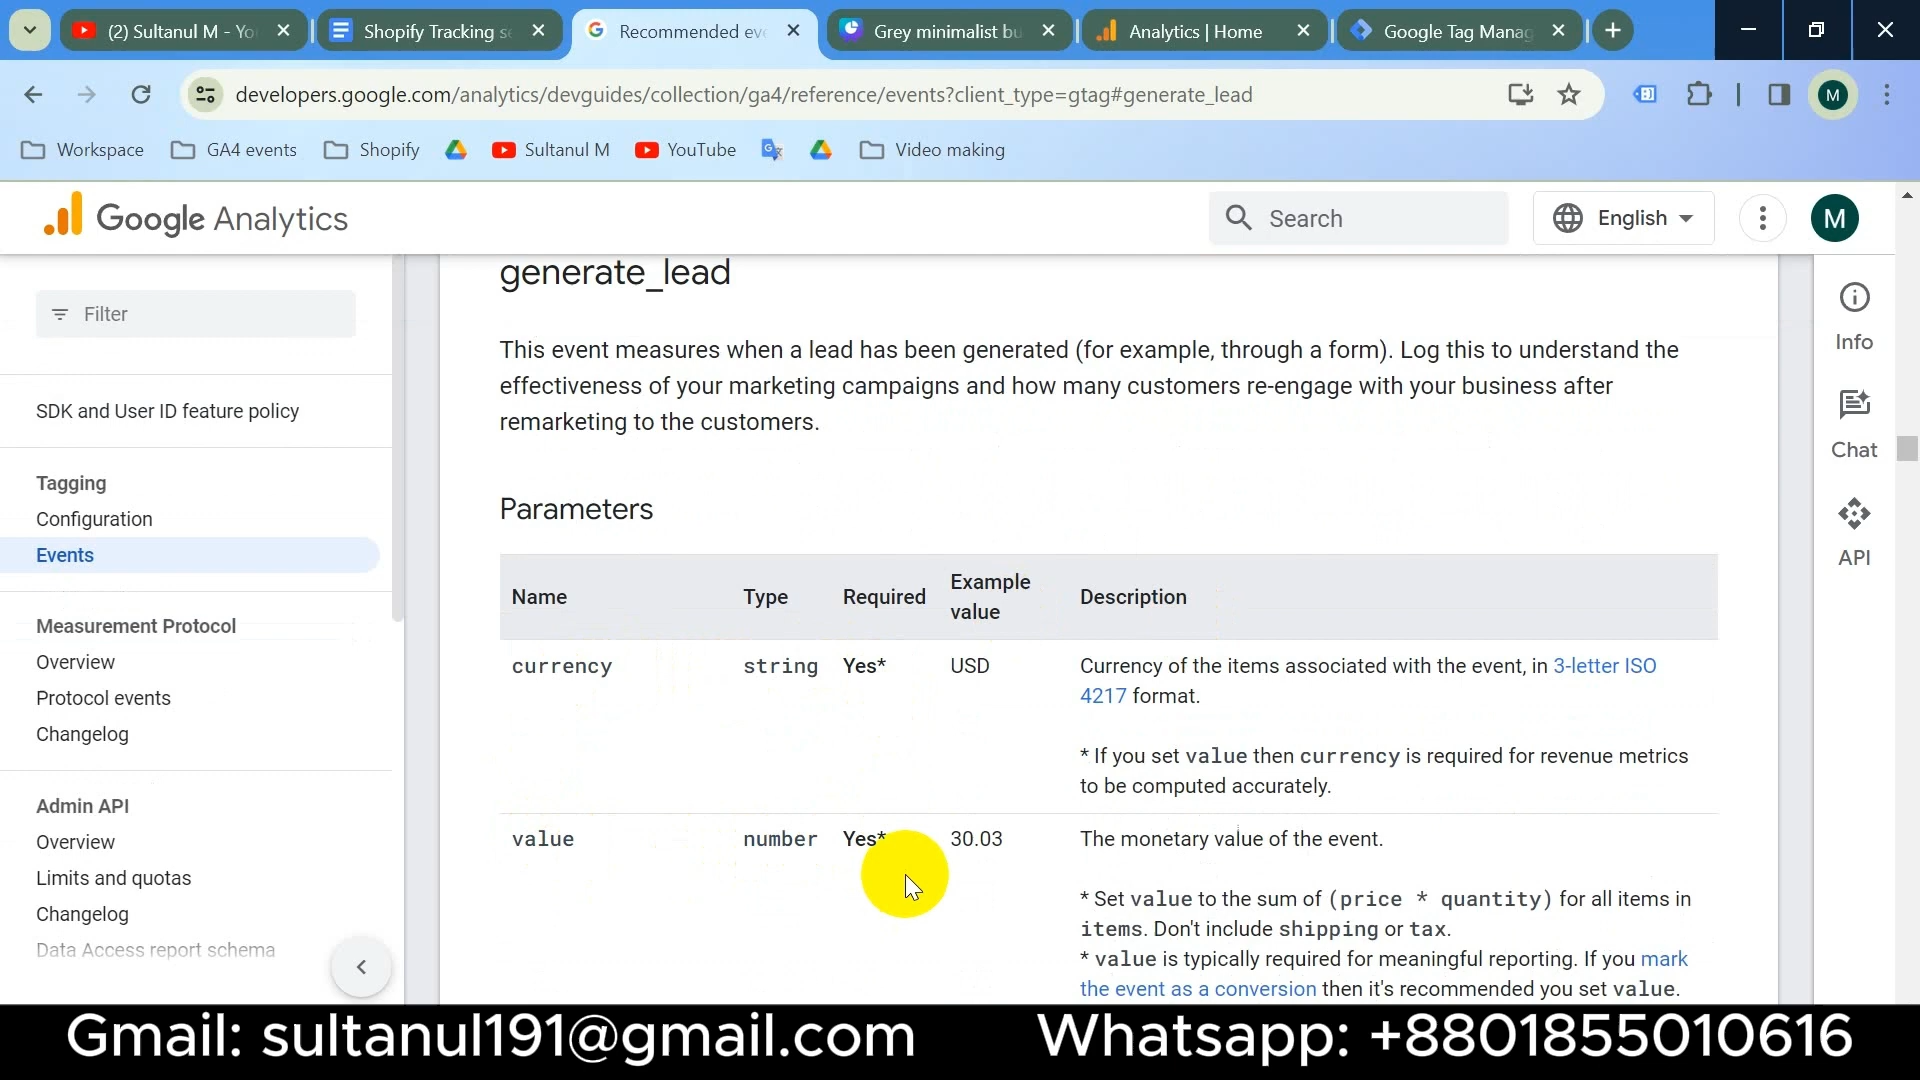 (2) Sultanul M - Yo
Shopify Tracking se
Recommended eve
Grey minimalist bu
Analytics | Home
Google Tag Manag
developers.google.com/analytics/devguides/collection/ga4/reference/events?client_type=gtag#generate_lead
M
Workspace
GA4 events
Shopify
Sultanul M
YouTube
Video making
Google Analytics
Search
English
M
Filter
SDK and User ID feature policy
Tagging
Configuration
Events
Measurement Protocol
Overview
Protocol events
Changelog
Admin API
Overview
Limits and quotas
Changelog
Data Access report schema
generate_lead
This event measures when a lead has been generated (for example, through a form). Log this to understand the
effectiveness of your marketing campaigns and how many customers re-engage with your business after
remarketing to the customers.
Parameters
Name Type Required Example value Description
currency string Yes* USD Currency of the items associated with the event, in 3-letter ISO
4217 format.
* If you set value then currency is required for revenue metrics
to be computed accurately.
value number Yes* 30.03 The monetary value of the event.
* Set value to the sum of (price * quantity) for all items in
items. Don't include shipping or tax.
* value is typically required for meaningful reporting. If you mark
the event as a conversion then it's recommended you set value.
Info
Chat
API
Gmail: sultanul191@gmail.com
Whatsapp: +8801855010616